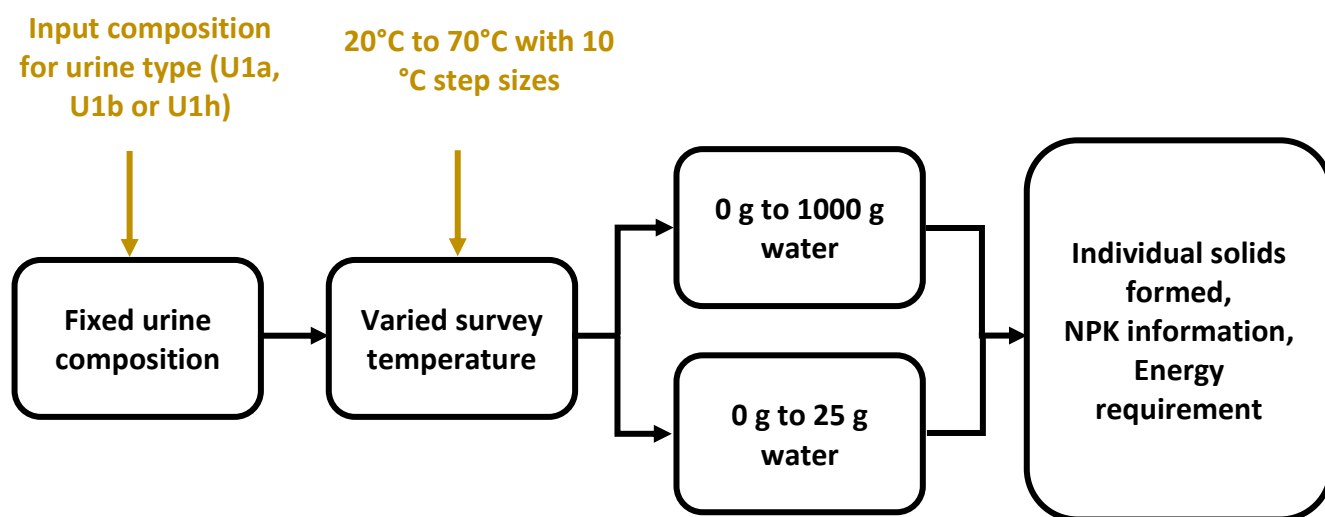 Input composition
for urine type (U1a,
U1b or U1h)
20°C to 70°C with 10
°C step sizes
Fixed urine
composition
Varied survey
temperature
0 g to 1000 g
water
0 g to 25 g
water
Individual solids
formed,
NPK information,
Energy
requirement